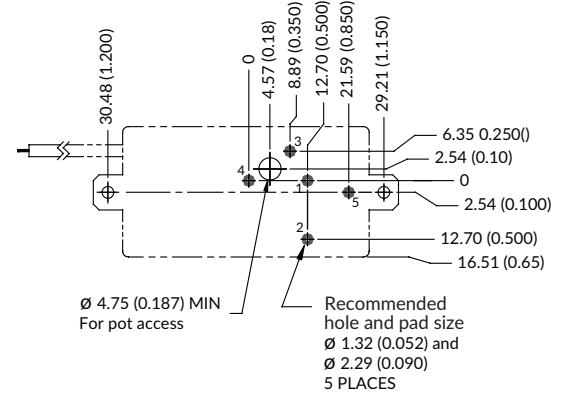 30.48 (1.200)
0
4.57 (0.18)
8.89 (0.350)
12.70 (0.500)
21.59 (0.850)
29.21 (1.150)
3
6.35 0.250()
2.54 (0.10)
4
0
1
5
2.54 (0.100)
2
12.70 (0.500)
16.51 (0.65)
Ø 4.75 (0.187) MIN
For pot access
Recommended
hole and pad size
Ø 1.32 (0.052) and
Ø 2.29 (0.090)
5 PLACES